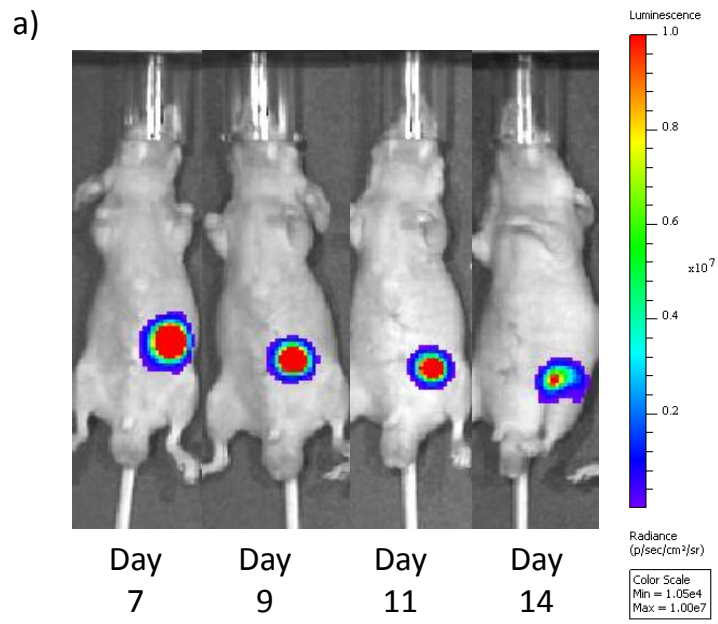 a)
Luminescence
1.0
0.8
0.6
x10⁷
0.4
0.2
Radiance
(p/sec/cm²/sr)
Color Scale
Min = 1.05e4
Max = 1.00e7
Day
7
Day
9
Day
11
Day
14